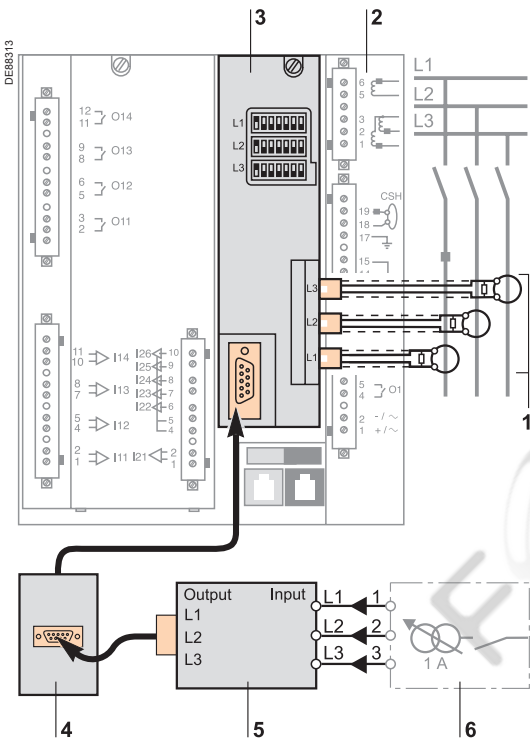 DE88313
3
2
L1
L2
L3
12
11
O14
9
8
O13
6
5
O12
3
2
O11
L1
L2
L3
6
5
3
2
1
CSH
19
18
17
15
L3
L2
L1
1
11
10
I14
8
7
I13
5
4
I12
2
1
I11
I26
10
I25
9
I24
8
I23
7
I22
6
5
4
I21
2
1
5
4
O1
2
1
- / ~
+ / ~
Output Input
L1
L2
L3
L1 1
L2 2
L3 3
1 A
4
5
6